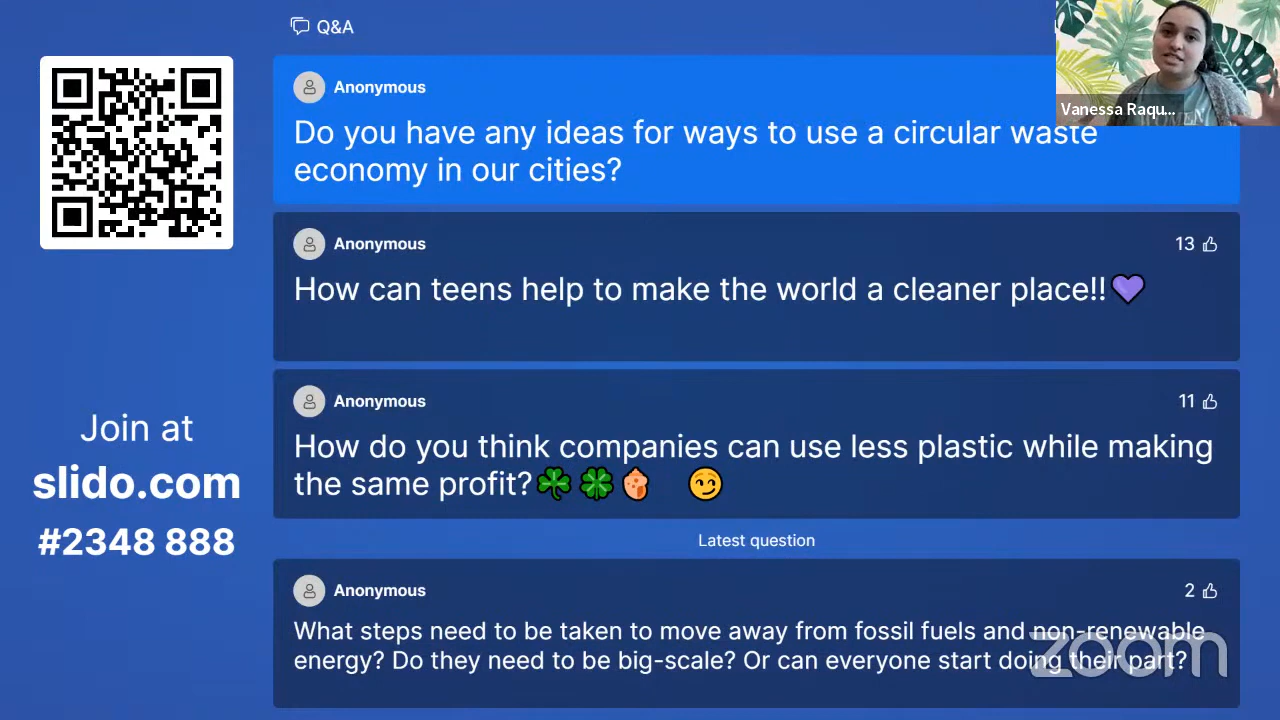 Q&A
Anonymous
Do you have any ideas for ways to use a circular waste
economy in our cities?
Vanessa Raqu...
Anonymous
13
How can teens help to make the world a cleaner place!!💜
Anonymous
11
How do you think companies can use less plastic while making
the same profit?☘️🍀🍘 😏
Latest question
Anonymous
2
What steps need to be taken to move away from fossil fuels and non-renewable
energy? Do they need to be big-scale? Or can everyone start doing their part?
Join at
slido.com
#2348 888
zoom